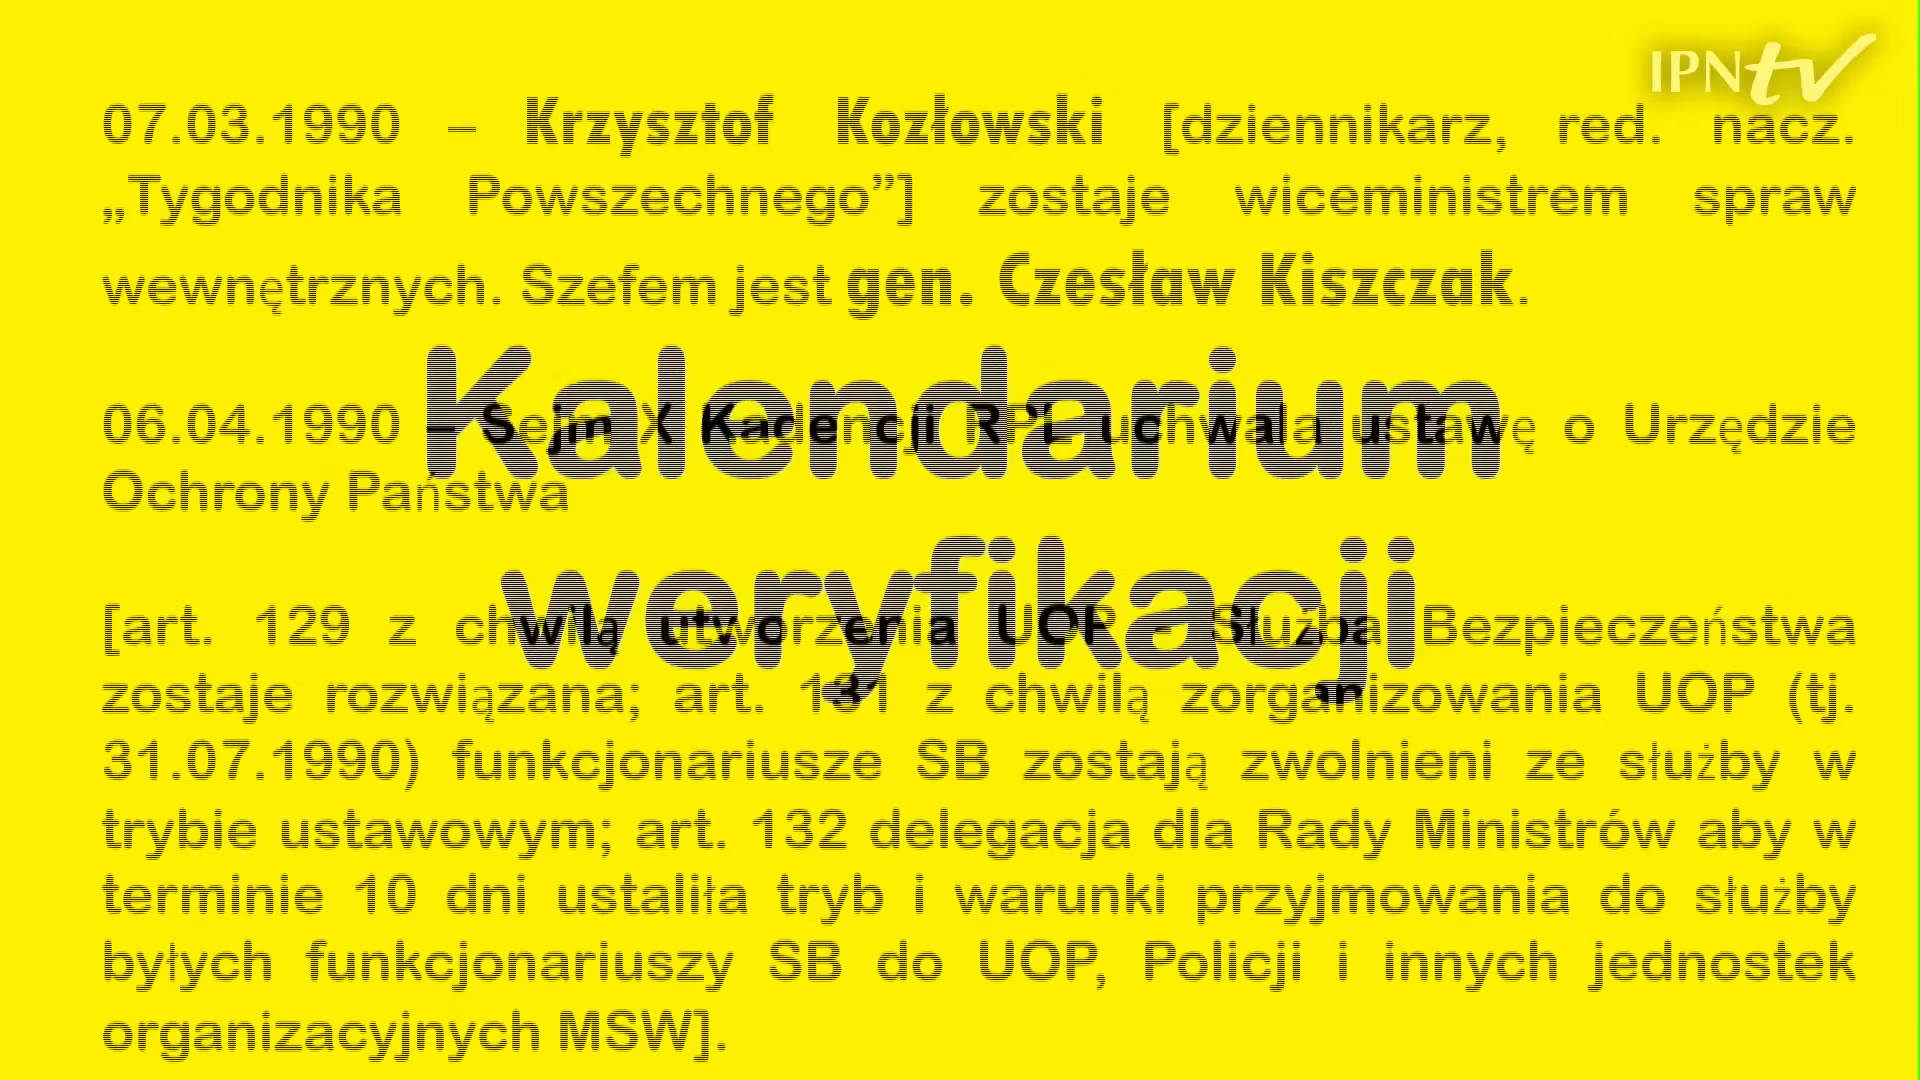 IPNtv
07.03.1990 – Krzysztof Kozłowski [dziennikarz, red. nacz.
„Tygodnika Powszechnego”] zostaje wiceministrem spraw
wewnętrznych. Szefem jest gen. Czesław Kiszczak.
Kalendarium
06.04.1990 – Sejm X Kadencji RPL uchwala ustawę o Urzędzie
Ochrony Państwa
weryfikacji
[art. 129 z chwilą utworzenia UOP – Służba Bezpieczeństwa
zostaje rozwiązana; art. 131 z chwilą zorganizowania UOP (tj.
31.07.1990) funkcjonariusze SB zostają zwolnieni ze służby w
trybie ustawowym; art. 132 delegacja dla Rady Ministrów aby w
terminie 10 dni ustaliła tryb i warunki przyjmowania do służby
byłych funkcjonariuszy SB do UOP, Policji i innych jednostek
organizacyjnych MSW].